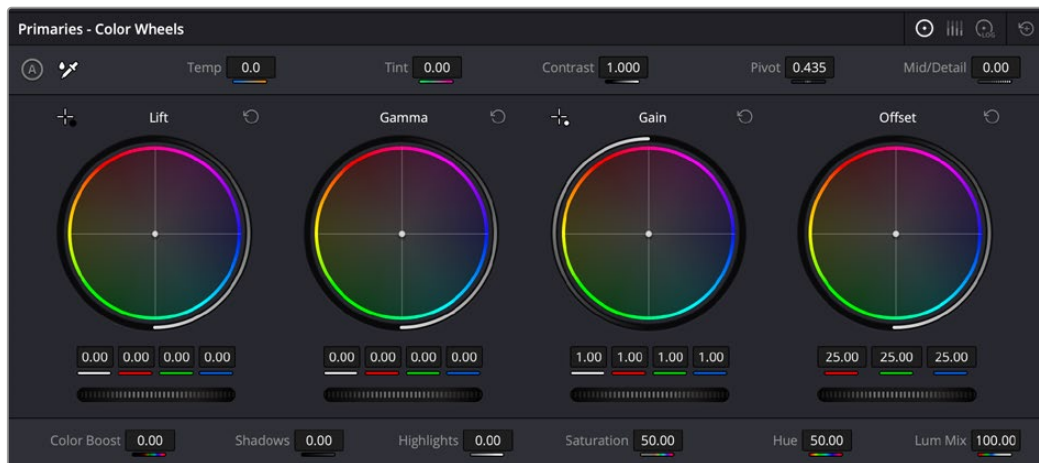 Primaries - Color Wheels
LOG
A Temp 0.0 Tint 0.00 Contrast 1.000 Pivot 0.435 Mid/Detail 0.00
Lift Gamma Gain Offset
0.00 0.00 0.00 0.00 0.00 0.00 0.00 0.00 1.00 1.00 1.00 1.00 25.00 25.00 25.00
Color Boost 0.00 Shadows 0.00 Highlights 0.00 Saturation 50.00 Hue 50.00 Lum Mix 100.00